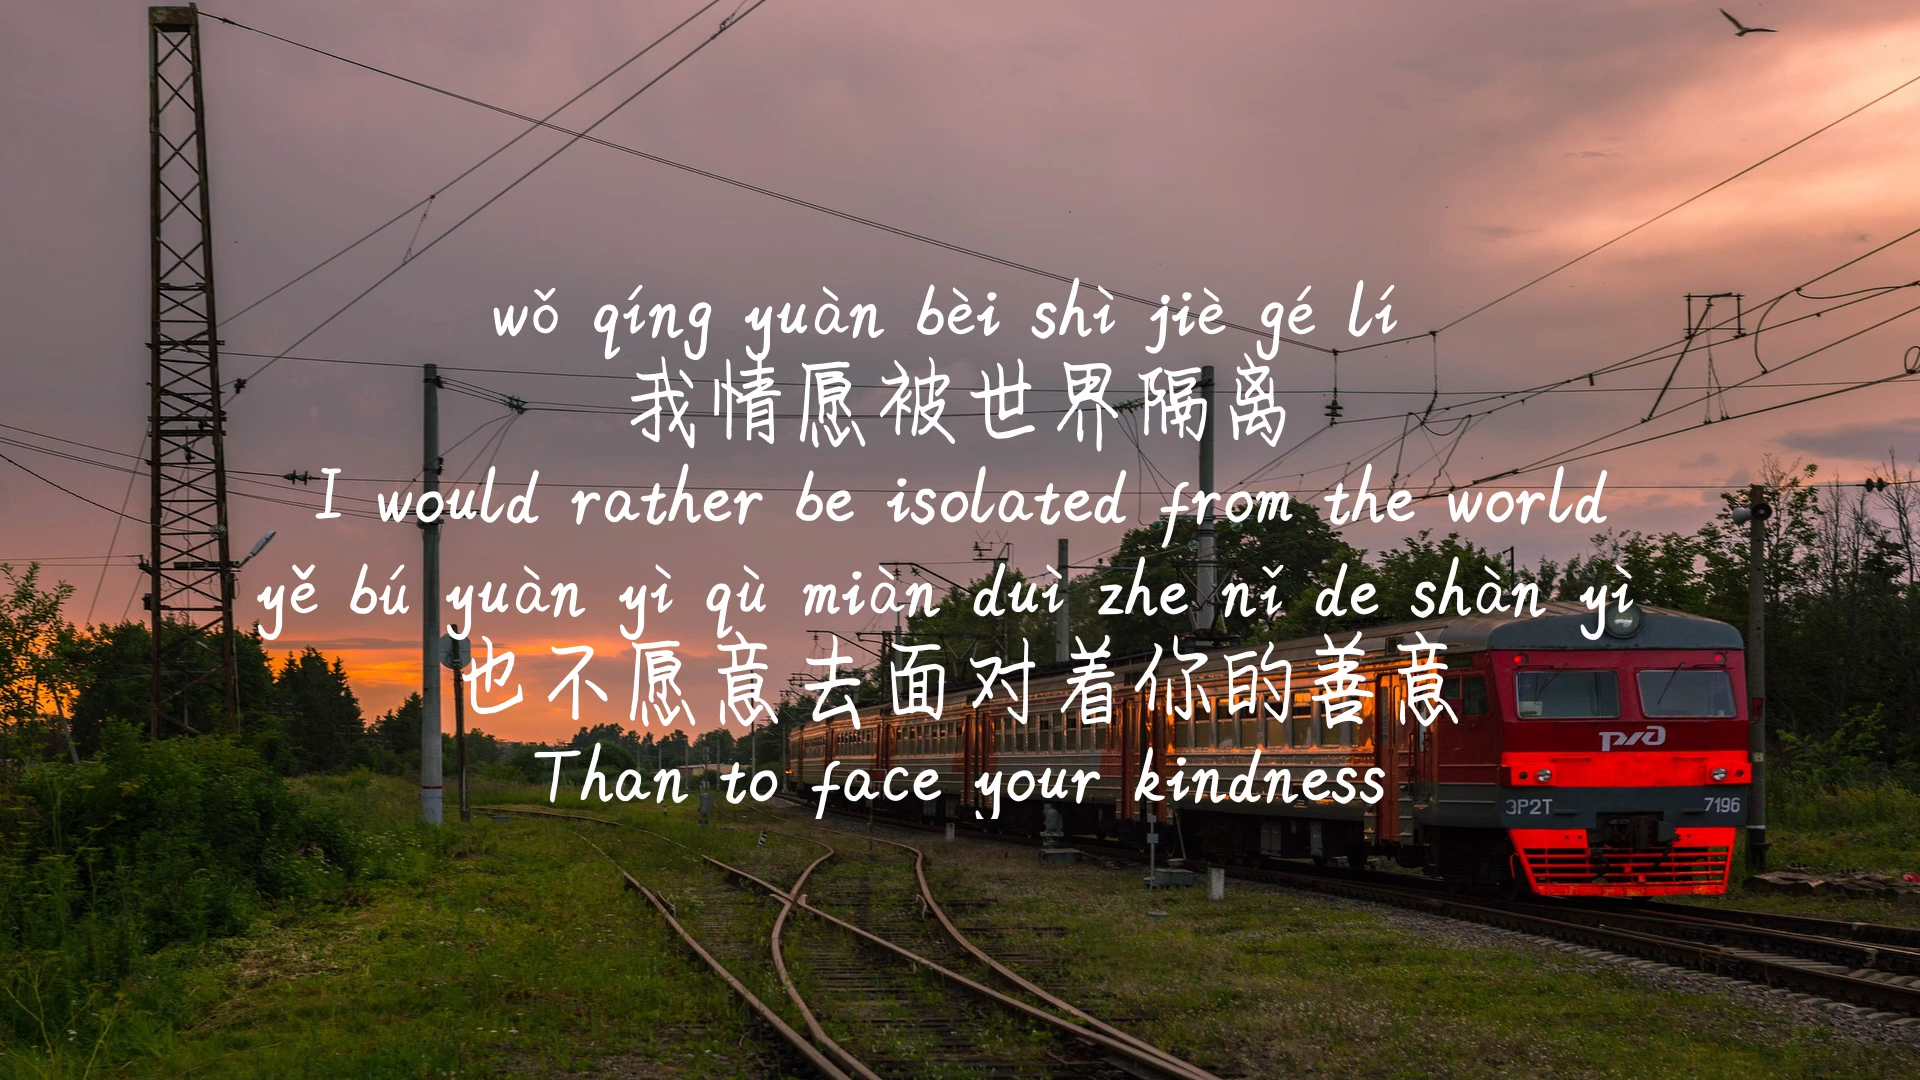 wǒ qíng yuàn bèi shì jiè gé lí
我情愿被世界隔离
I would rather be isolated from the world
yě bú yuàn yì qù miàn duì zhe nǐ de shàn yì
也不愿意去面对着你的善意
Than to face your kindness
ржд
ЭР2Т 7196